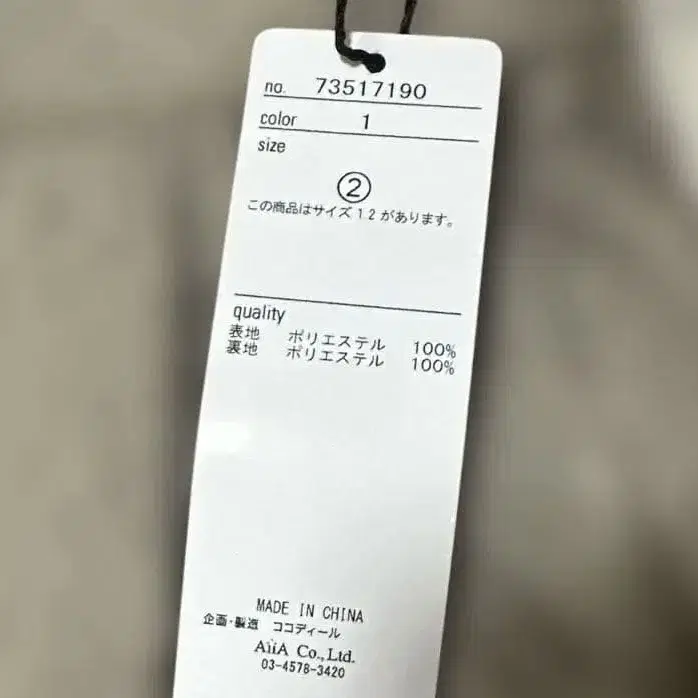 no. 73517190
color 1
size
②
この商品はサイズ 1 2 があります。
quality
表地 ポリエステル 100%
裏地 ポリエステル 100%
MADE IN CHINA
企画・製造 ココディール
AiiA Co.,Ltd.
03-4578-3420